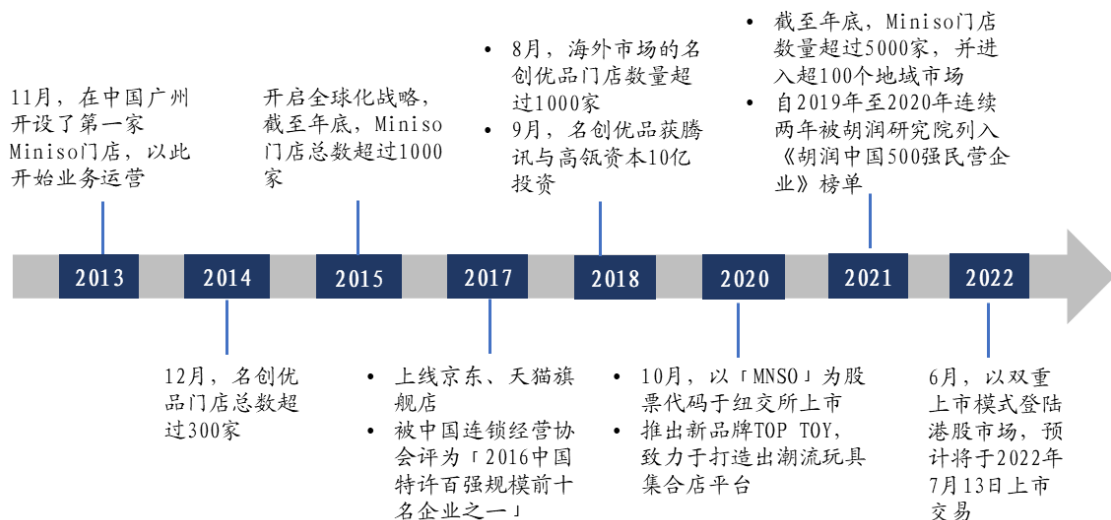 11月，在中国广州
开设了第一家
Miniso门店，以此
开始业务运营
开启全球化战略，
截至年底，Miniso
门店总数超过1000
家
• 8月，海外市场的名
创优品门店数量超
过1000家
• 9月，名创优品获腾
讯与高瓴资本10亿
投资
• 截至年底，Miniso门店
数量超过5000家，并进
入超100个地域市场
• 自2019年至2020年连续
两年被胡润研究院列入
《胡润中国500强民营企
业》榜单
2013
2014
2015
2017
2018
2020
2021
2022
12月，名创优
品门店总数超
过300家
• 上线京东、天猫旗
舰店
• 被中国连锁经营协
会评为「2016中国
特许百强规模前十
名企业之一」
• 10月，以「MNSO」为股
票代码于纽交所上市
• 推出新品牌TOP TOY，
致力于打造出潮流玩具
集合店平台
6月，以双重
上市模式登陆
港股市场，预
计将于2022年
7月13日上市
交易